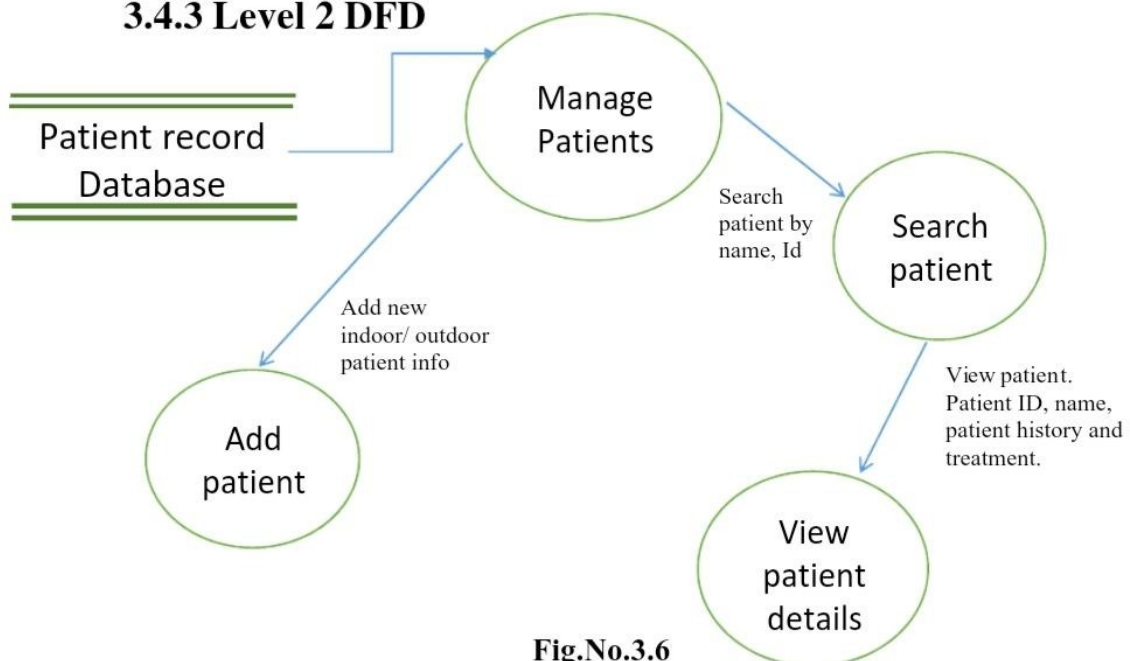 3.4.3 Level 2 DFD
Patient record
Database
Manage
Patients
Search
patient by
name, Id
Search
patient
Add new
indoor/ outdoor
patient info
View patient.
Patient ID, name,
patient history and
treatment.
Add
patient
View
patient
details
Fig.No.3.6